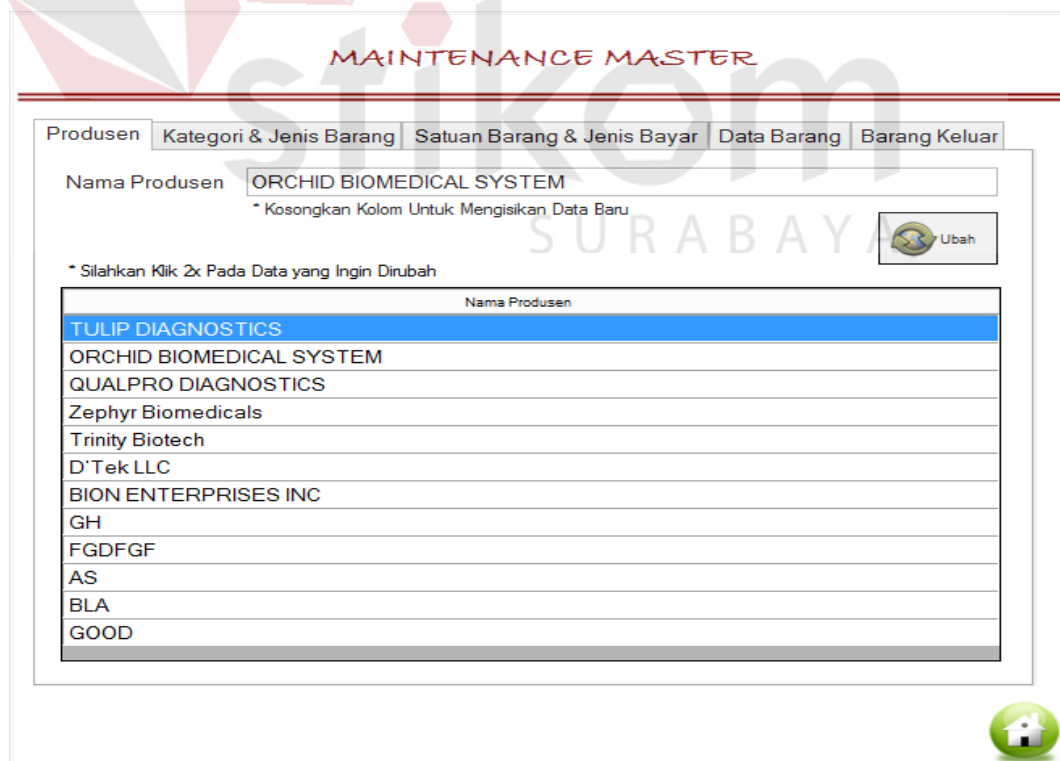 MAINTENANCE MASTER
stikom
SURABAYA
Produsen Kategori & Jenis Barang Satuan Barang & Jenis Bayar Data Barang Barang Keluar
Nama Produsen ORCHID BIOMEDICAL SYSTEM
* Kosongkan Kolom Untuk Mengisikan Data Baru
Ubah
* Silahkan Klik 2x Pada Data yang Ingin Dirubah
Nama Produsen
TULIP DIAGNOSTICS
ORCHID BIOMEDICAL SYSTEM
QUALPRO DIAGNOSTICS
Zephyr Biomedicals
Trinity Biotech
D'Tek LLC
BION ENTERPRISES INC
GH
FGDFGF
AS
BLA
GOOD